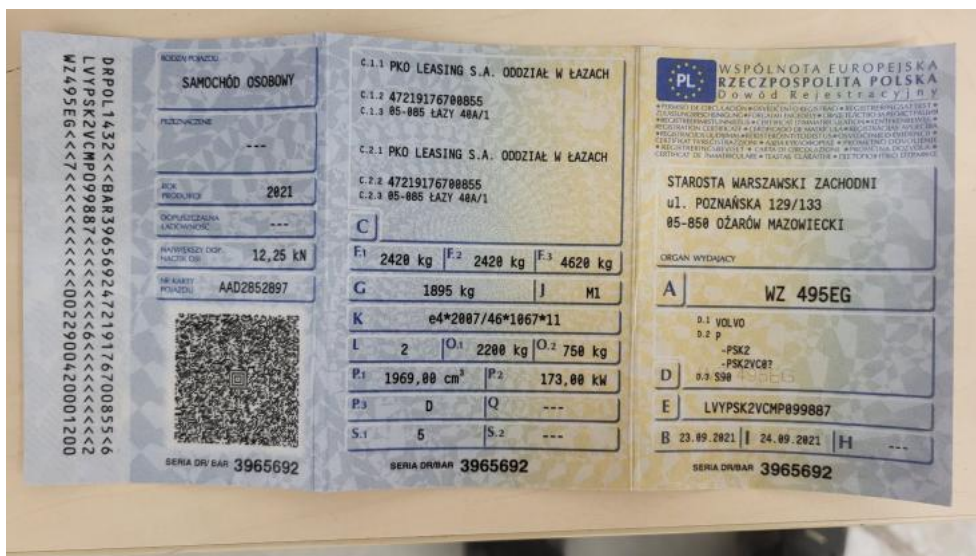 DRPOL1432<<BAR3965692472191767008556<6
LVYPSK2VCMP099887<<<<<<<<6<<<<<<<<<<2
WZ495EG<<<77<<<<<<<<<<<<0022900420001200
RODZAJ POJAZDU
SAMOCHÓD OSOBOWY
PRZEZNACZENIE
---
ROK PRODUKCJI
2021
DOPUSZCZALNA ŁADOWNOŚĆ
---
NAJWIĘKSZY DOP. NACISK OSI
12,25 kN
NR KARTY POJAZDU
AAD2852897
SERIA DR/BAR 3965692
C.1.1 PKO LEASING S.A. ODDZIAŁ W ŁAZACH
C.1.2 47219176700855
C.1.3 05-085 ŁAZY 40A/1
C.2.1 PKO LEASING S.A. ODDZIAŁ W ŁAZACH
C.2.2 47219176700855
C.2.3 05-085 ŁAZY 40A/1
C
F.1 2420 kg F.2 2420 kg F.3 4620 kg
G 1895 kg J M1
K e4*2007/46*1067*11
L 2 O.1 2200 kg O.2 750 kg
P.1 1969,00 cm³ P.2 173,00 kW
P.3 D Q ---
S.1 5 S.2 ---
SERIA DR/BAR 3965692
PL
WSPÓLNOTA EUROPEJSKA
RZECZPOSPOLITA POLSKA
Dowód Rejestracyjny
STAROSTA WARSZAWSKI ZACHODNI
ul. POZNAŃSKA 129/133
05-850 OŻARÓW MAZOWIECKI
ORGAN WYDAJĄCY
A WZ 495EG
D.1 VOLVO
D.2 P
-PSK2
-PSK2VC0?
D D.3 S90
E LVYPSK2VCMP099887
B 23.09.2021 I 24.09.2021 H ---
SERIA DR/BAR 3965692